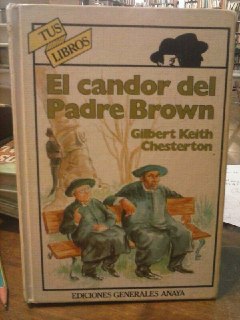 TUS
LIBROS
El candor del
Padre Brown
Gilbert Keith
Chesterton
EDICIONES GENERALES ANAYA